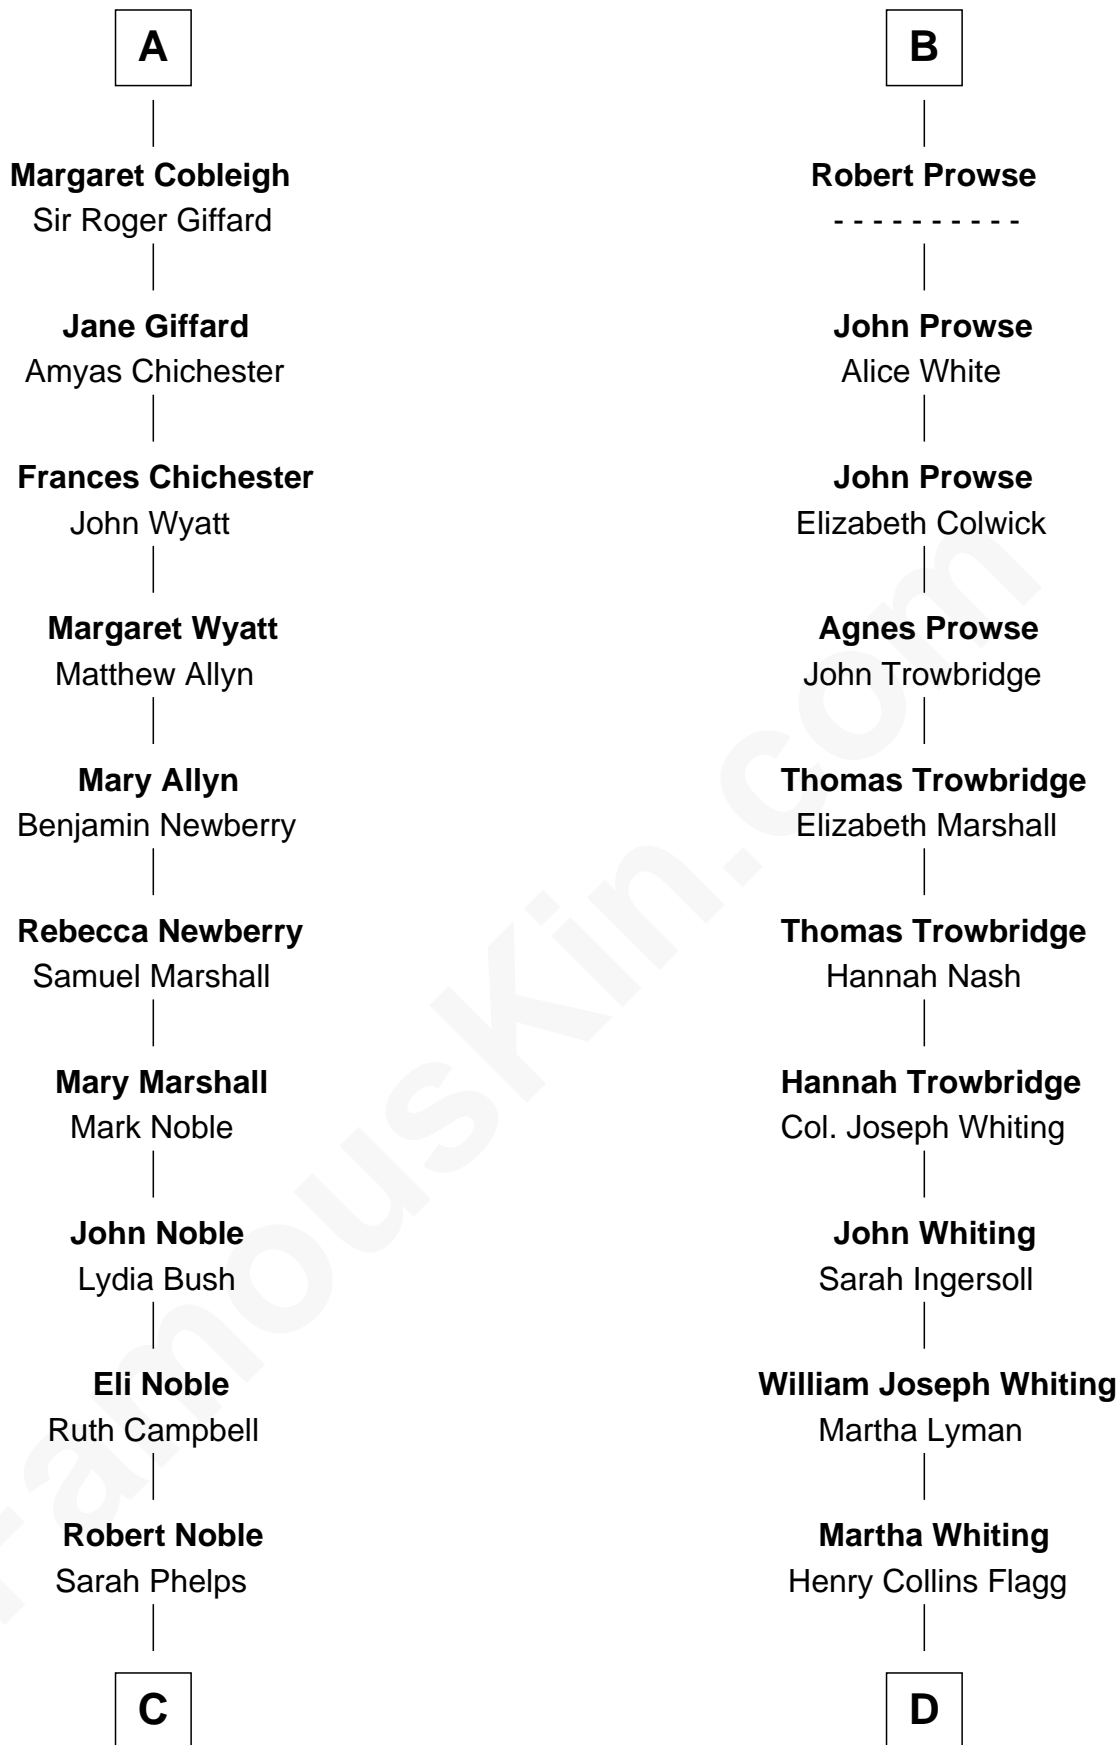 A
Margaret Cobleigh
Sir Roger Giffard
Jane Giffard
Amyas Chichester
Frances Chichester
John Wyatt
Margaret Wyatt
Matthew Allyn
Mary Allyn
Benjamin Newberry
Rebecca Newberry
Samuel Marshall
Mary Marshall
Mark Noble
John Noble
Lydia Bush
Eli Noble
Ruth Campbell
Robert Noble
Sarah Phelps
C
B
Robert Prowse
- - - - - - - - - -
John Prowse
Alice White
John Prowse
Elizabeth Colwick
Agnes Prowse
John Trowbridge
Thomas Trowbridge
Elizabeth Marshall
Thomas Trowbridge
Hannah Nash
Hannah Trowbridge
Col. Joseph Whiting
John Whiting
Sarah Ingersoll
William Joseph Whiting
Martha Lyman
Martha Whiting
Henry Collins Flagg
D
FamousKin.com